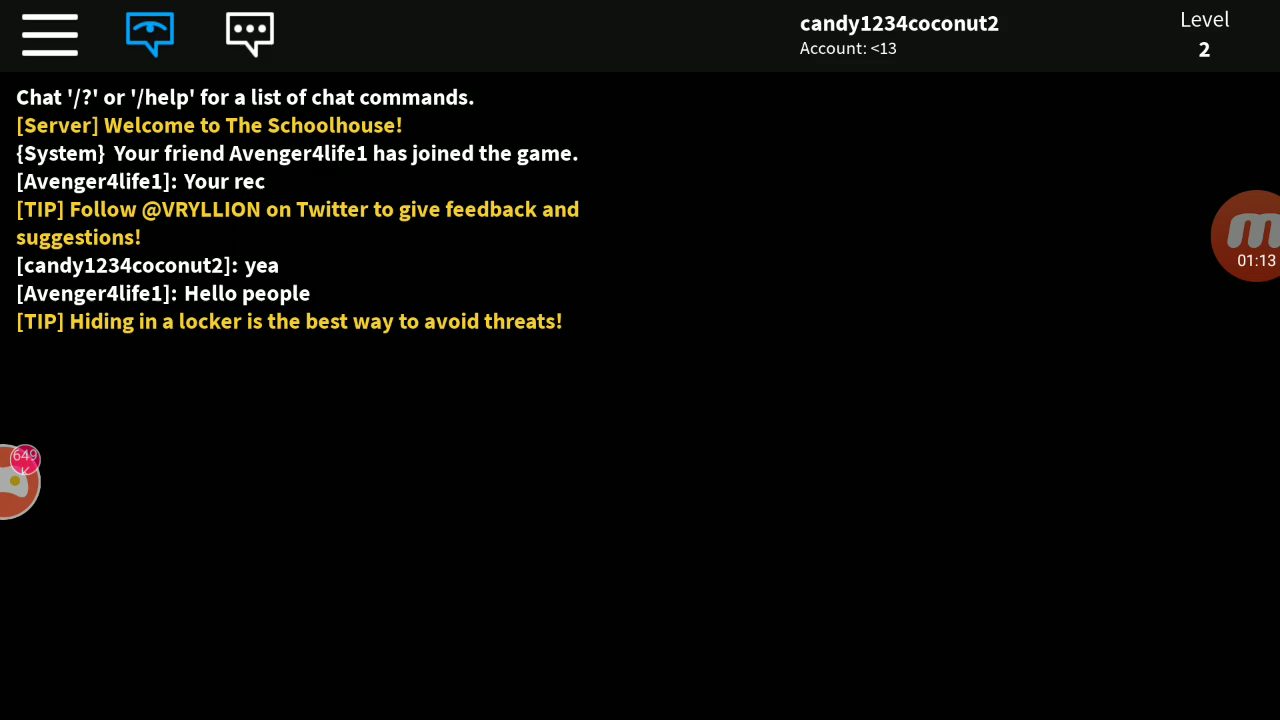 candy1234coconut2
Account: <13
Level
2
Chat '/?' or '/help' for a list of chat commands.
[Server] Welcome to The Schoolhouse!
{System} Your friend Avenger4life1 has joined the game.
[Avenger4life1]: Your rec
[TIP] Follow @VRYLLION on Twitter to give feedback and
suggestions!
[candy1234coconut2]: yea
[Avenger4life1]: Hello people
[TIP] Hiding in a locker is the best way to avoid threats!
m
01:13
649
K